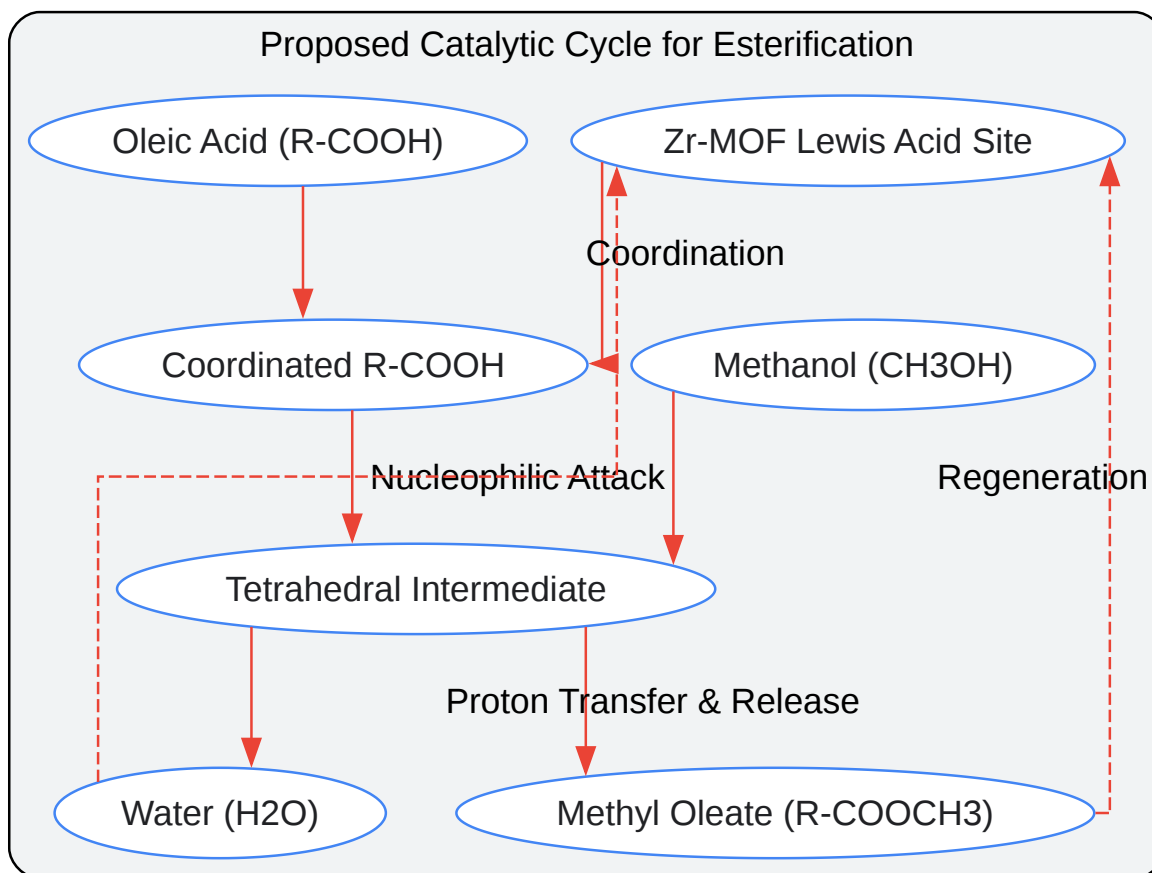 Proposed Catalytic Cycle for Esterification
Oleic Acid (R-COOH)
Zr-MOF Lewis Acid Site
Coordination
Coordinated R-COOH
Methanol (CH3OH)
Nucleophilic Attack
Regeneration
Tetrahedral Intermediate
Proton Transfer & Release
Water (H2O)
Methyl Oleate (R-COOCH3)